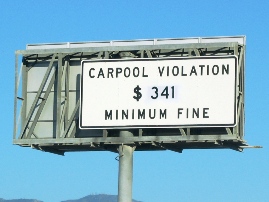 CARPOOL VIOLATION
$ 341
MINIMUM FINE